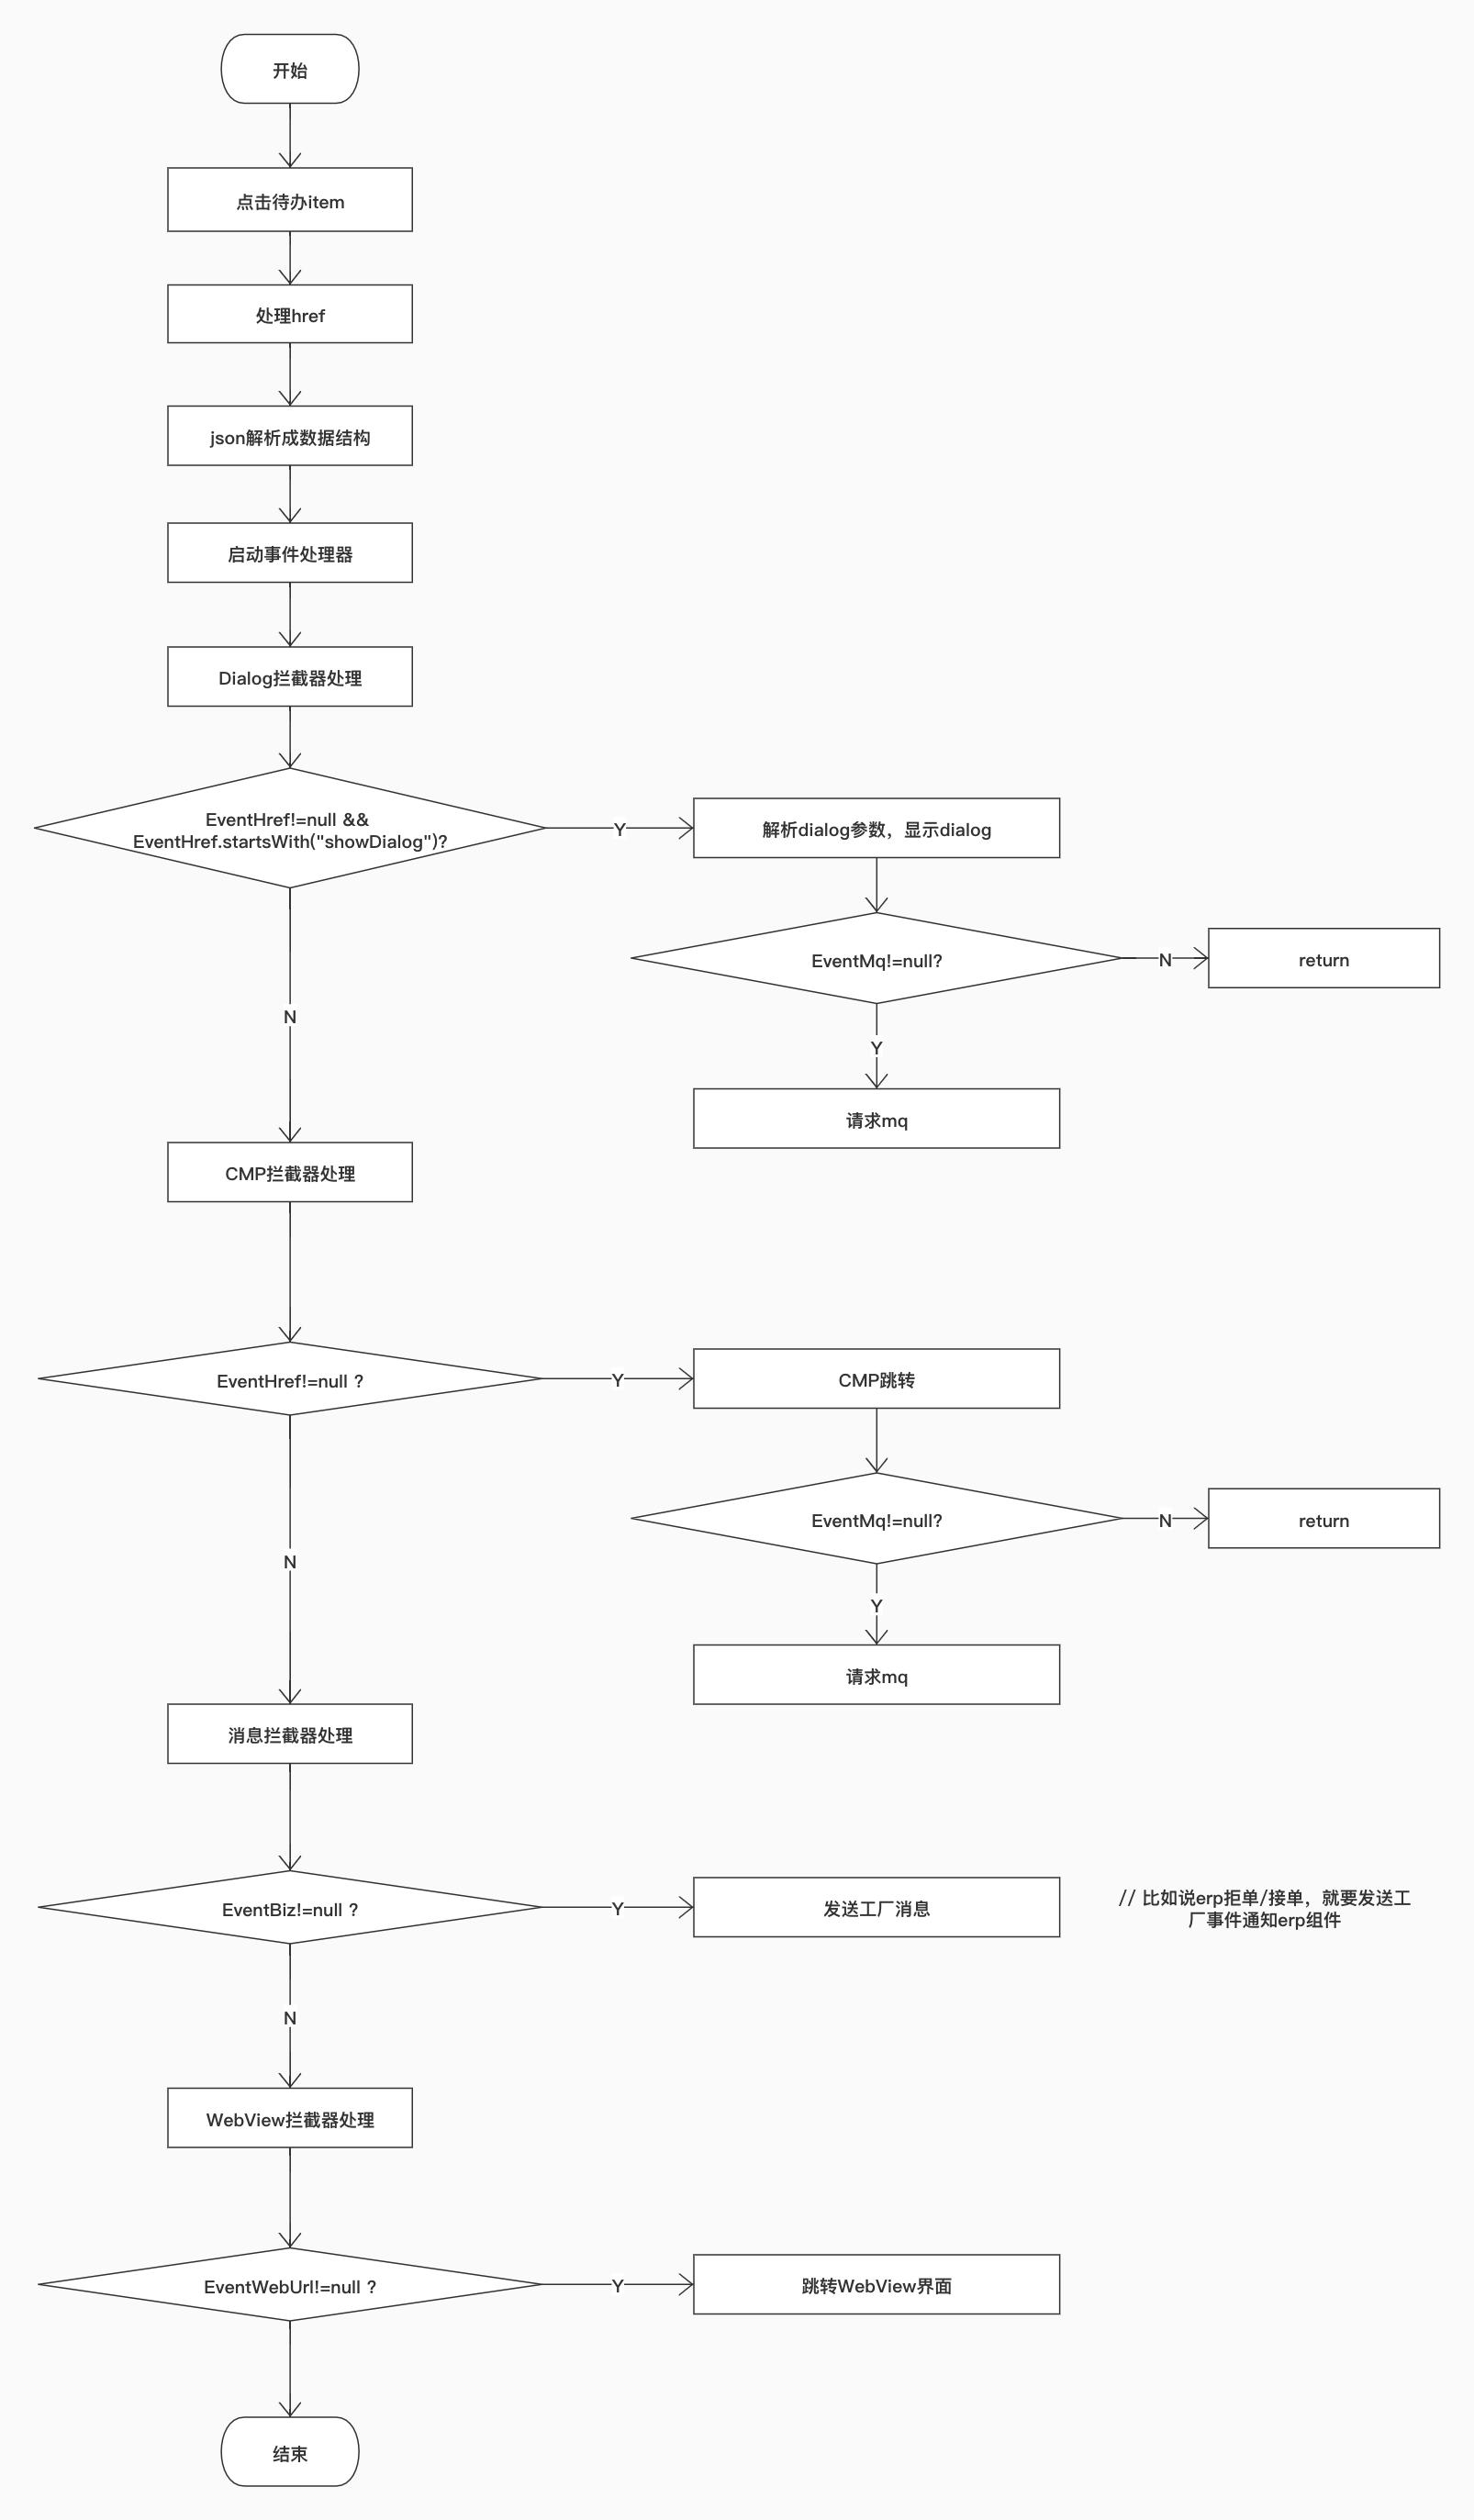 开始
点击待办item
处理href
json解析成数据结构
启动事件处理器
Dialog拦截器处理
EventHref!=null &&
EventHref.startsWith("showDialog")?
Y
解析dialog参数，显示dialog
EventMq!=null?
N
return
Y
请求mq
N
CMP拦截器处理
EventHref!=null ?
Y
CMP跳转
EventMq!=null?
N
return
Y
请求mq
N
消息拦截器处理
EventBiz!=null ?
Y
发送工厂消息
// 比如说erp拒单/接单，就要发送工
厂事件通知erp组件
N
WebView拦截器处理
EventWebUrl!=null ?
Y
跳转WebView界面
结束